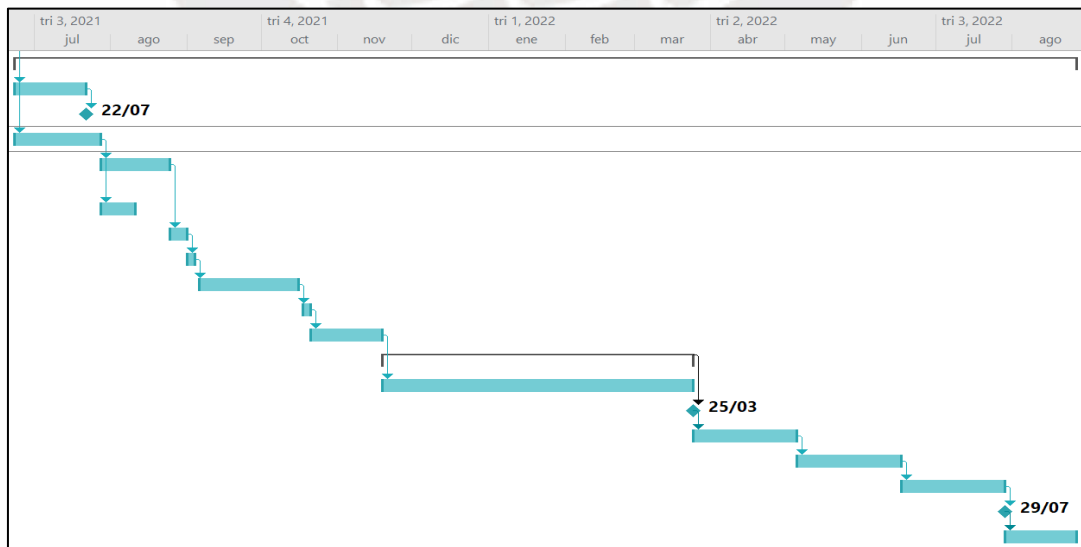 tri 3, 2021 tri 4, 2021 tri 1, 2022 tri 2, 2022 tri 3, 2022
jul ago sep oct nov dic ene feb mar abr may jun jul ago
22/07
25/03
29/07